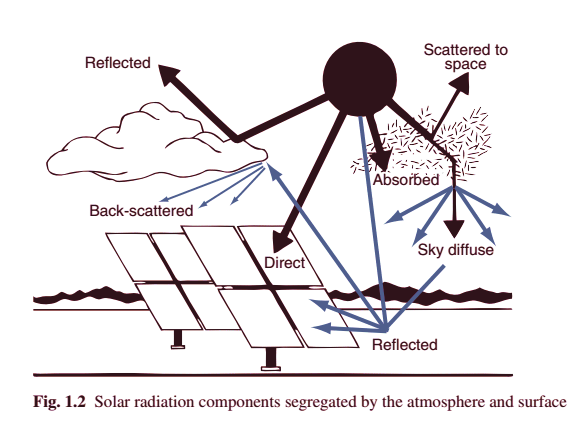 Scattered to
space
Reflected
Absorbed
Back-scattered
Sky diffuse
Direct
Reflected
Fig. 1.2 Solar radiation components segregated by the atmosphere and surface